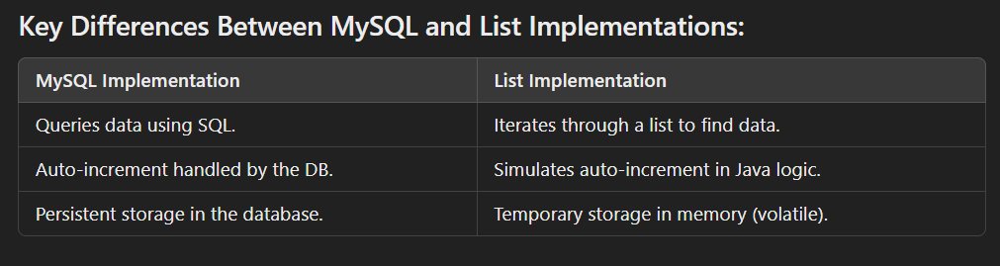 Key Differences Between MySQL and List Implementations:
MySQL Implementation List Implementation
Queries data using SQL. Iterates through a list to find data.
Auto-increment handled by the DB. Simulates auto-increment in Java logic.
Persistent storage in the database. Temporary storage in memory (volatile).